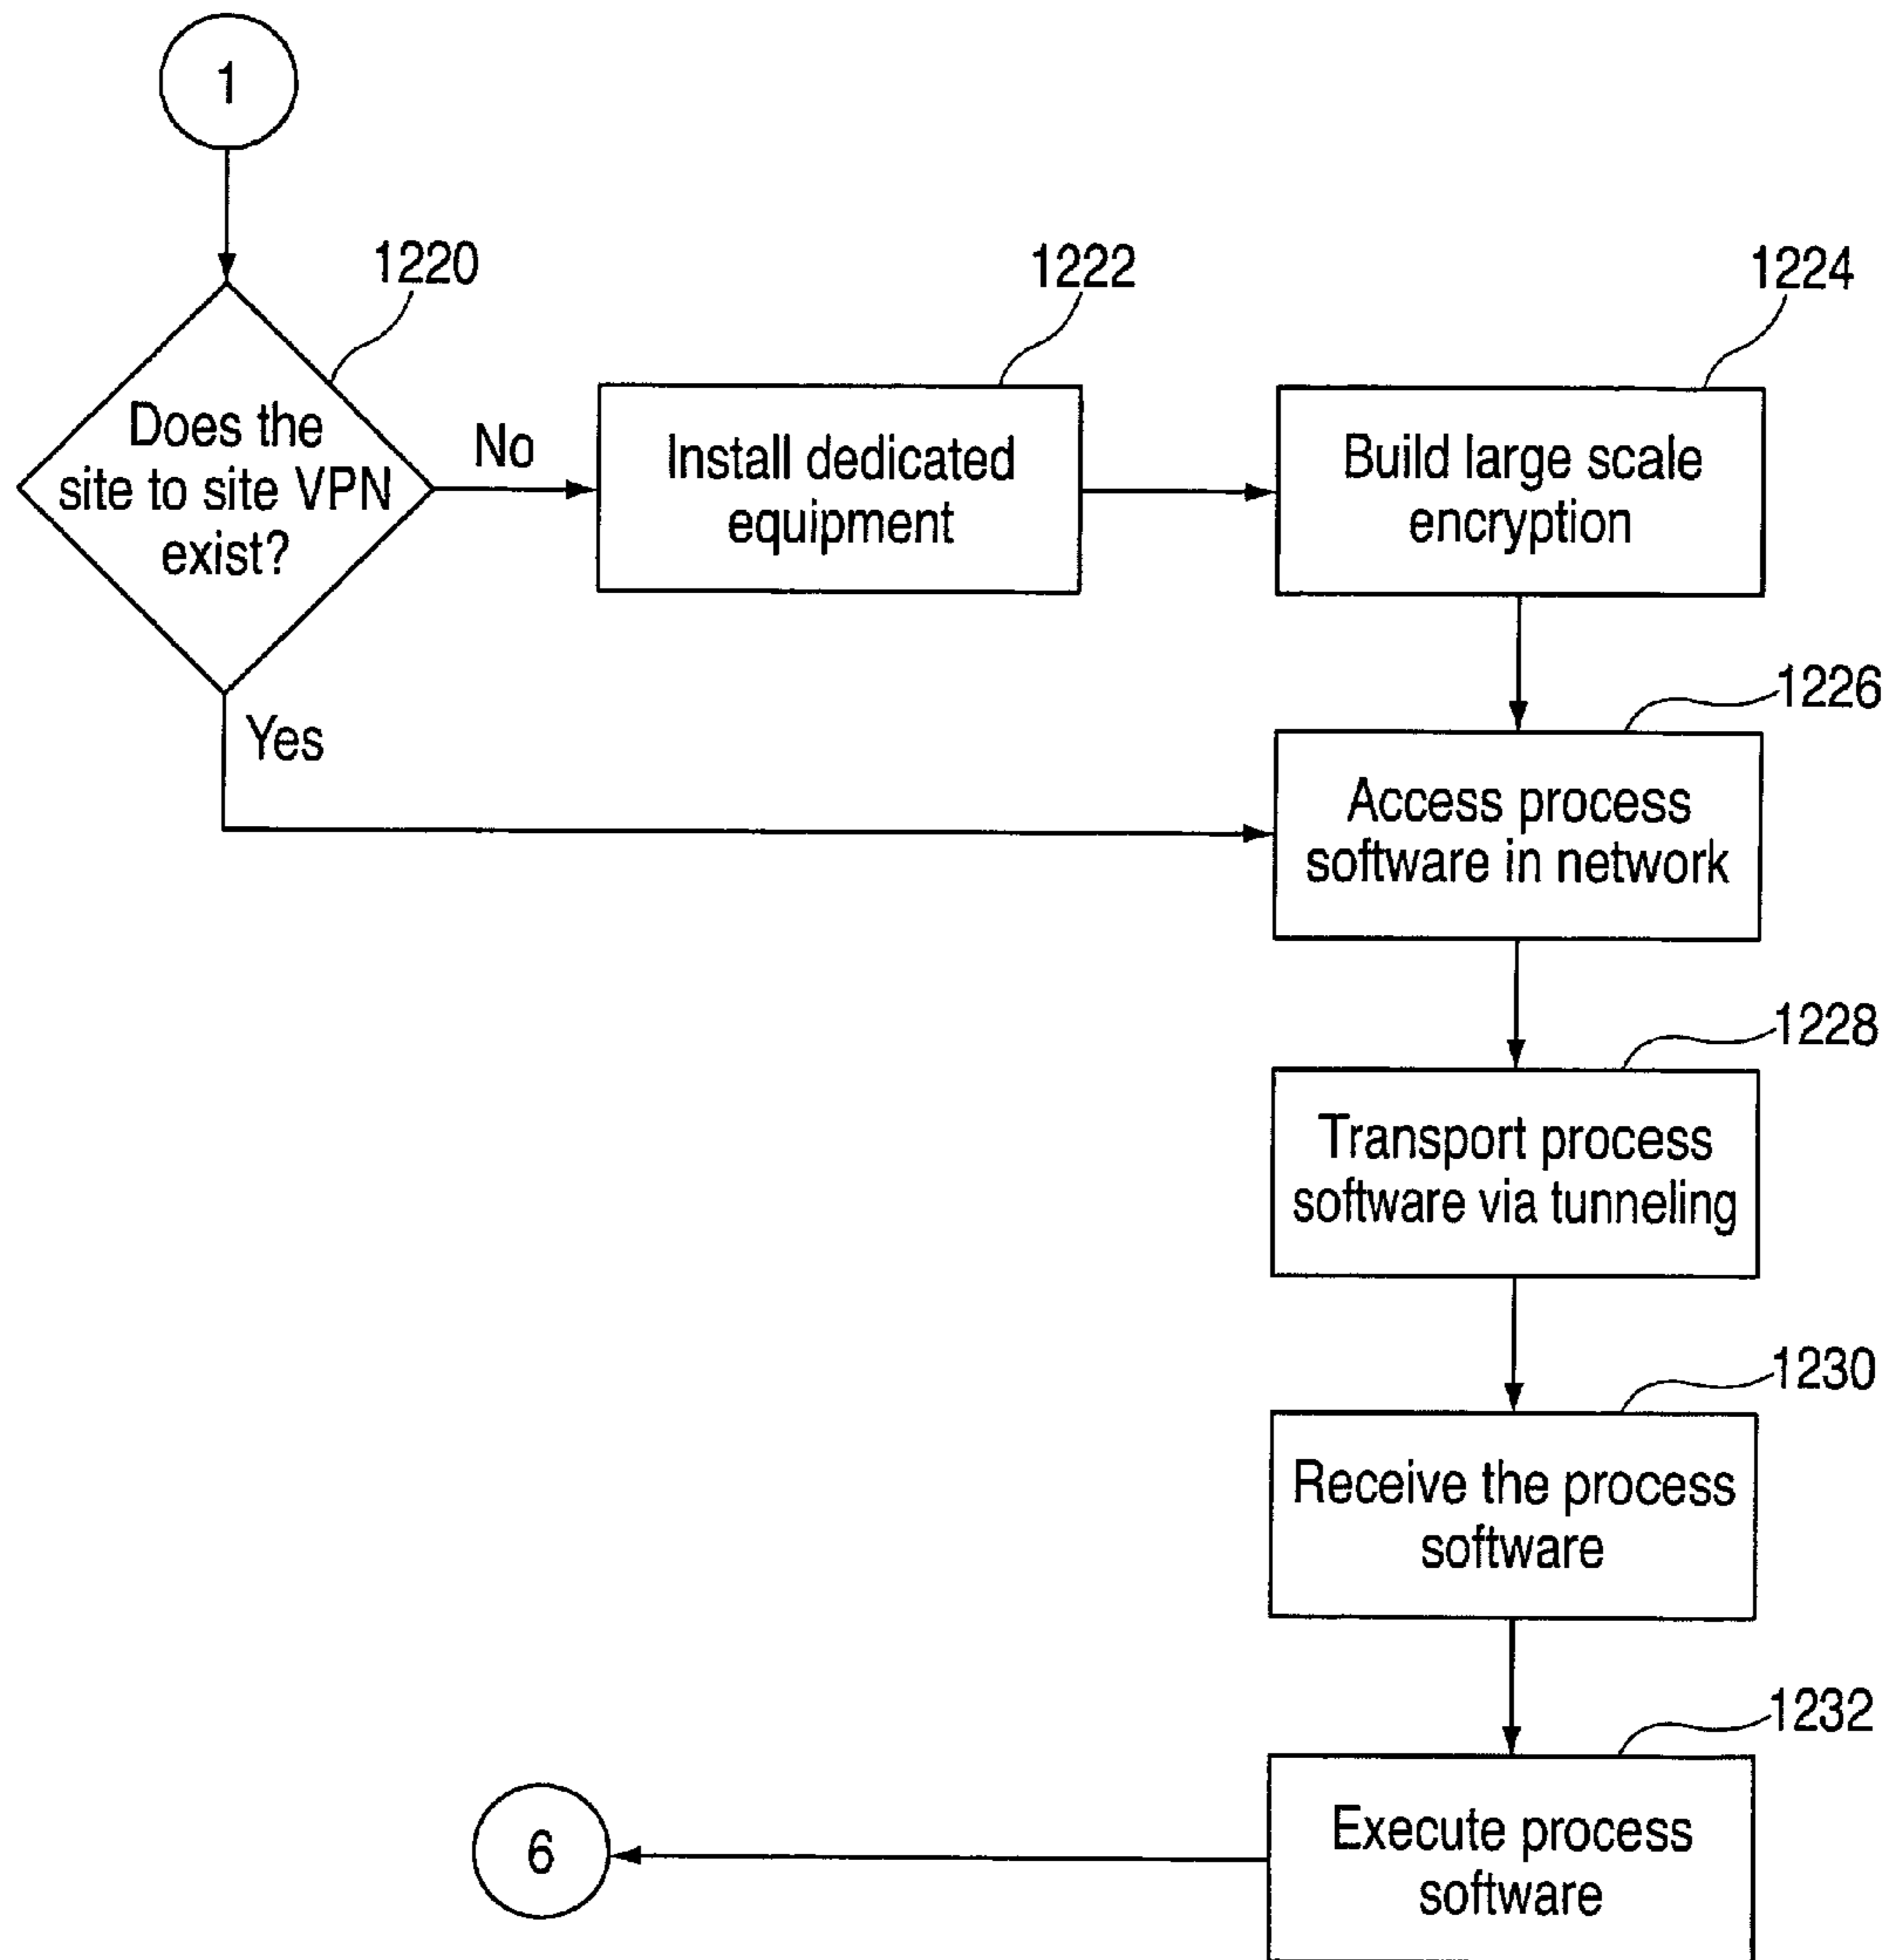 1
1220
1222
1224
Does the
site to site VPN
exist?
No
Install dedicated
equipment
Build large scale
encryption
Yes
1226
Access process
software in network
1228
Transport process
software via tunneling
1230
Receive the process
software
1232
Execute process
software
6